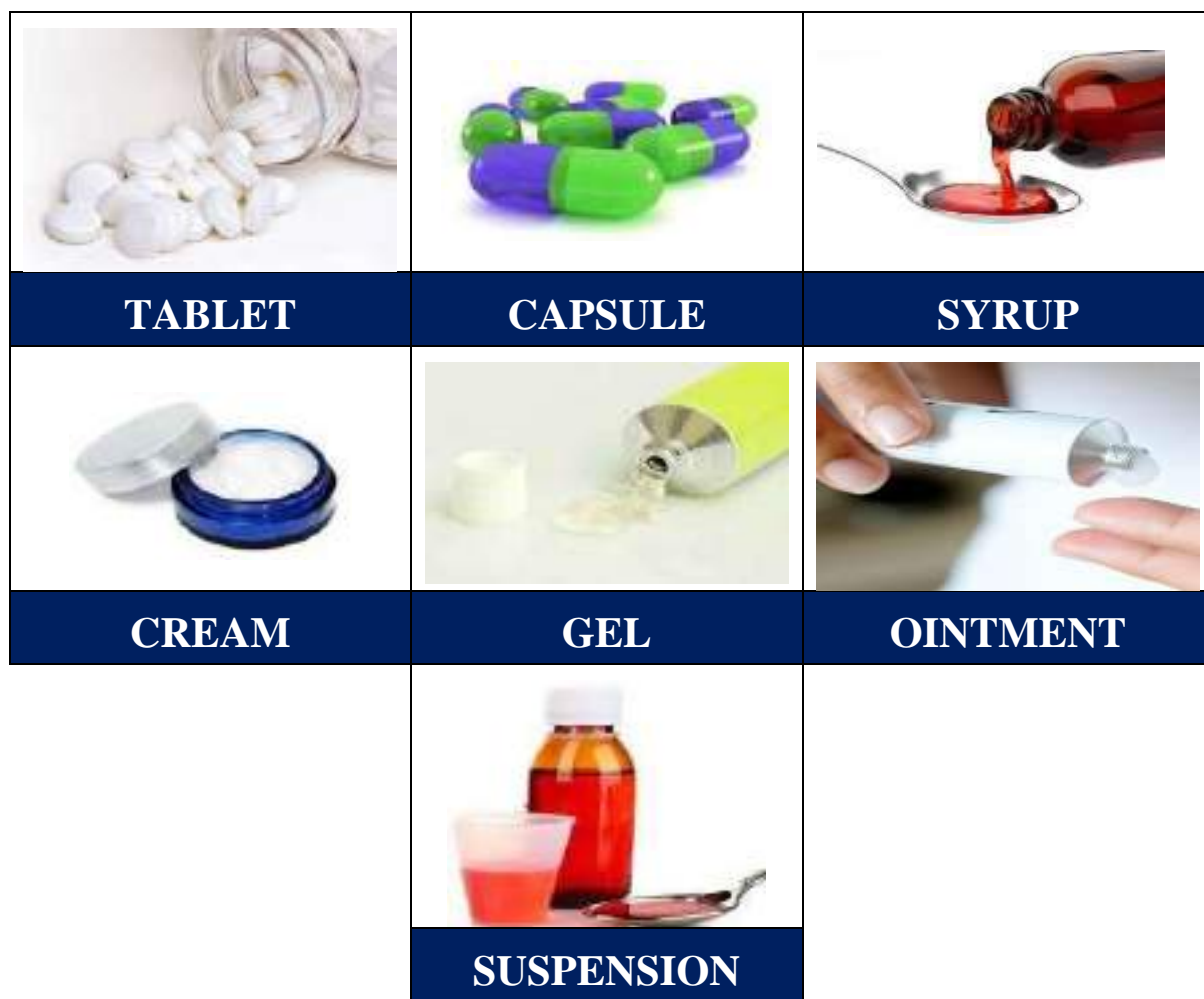 TABLET
CAPSULE
SYRUP
CREAM
GEL
OINTMENT
SUSPENSION